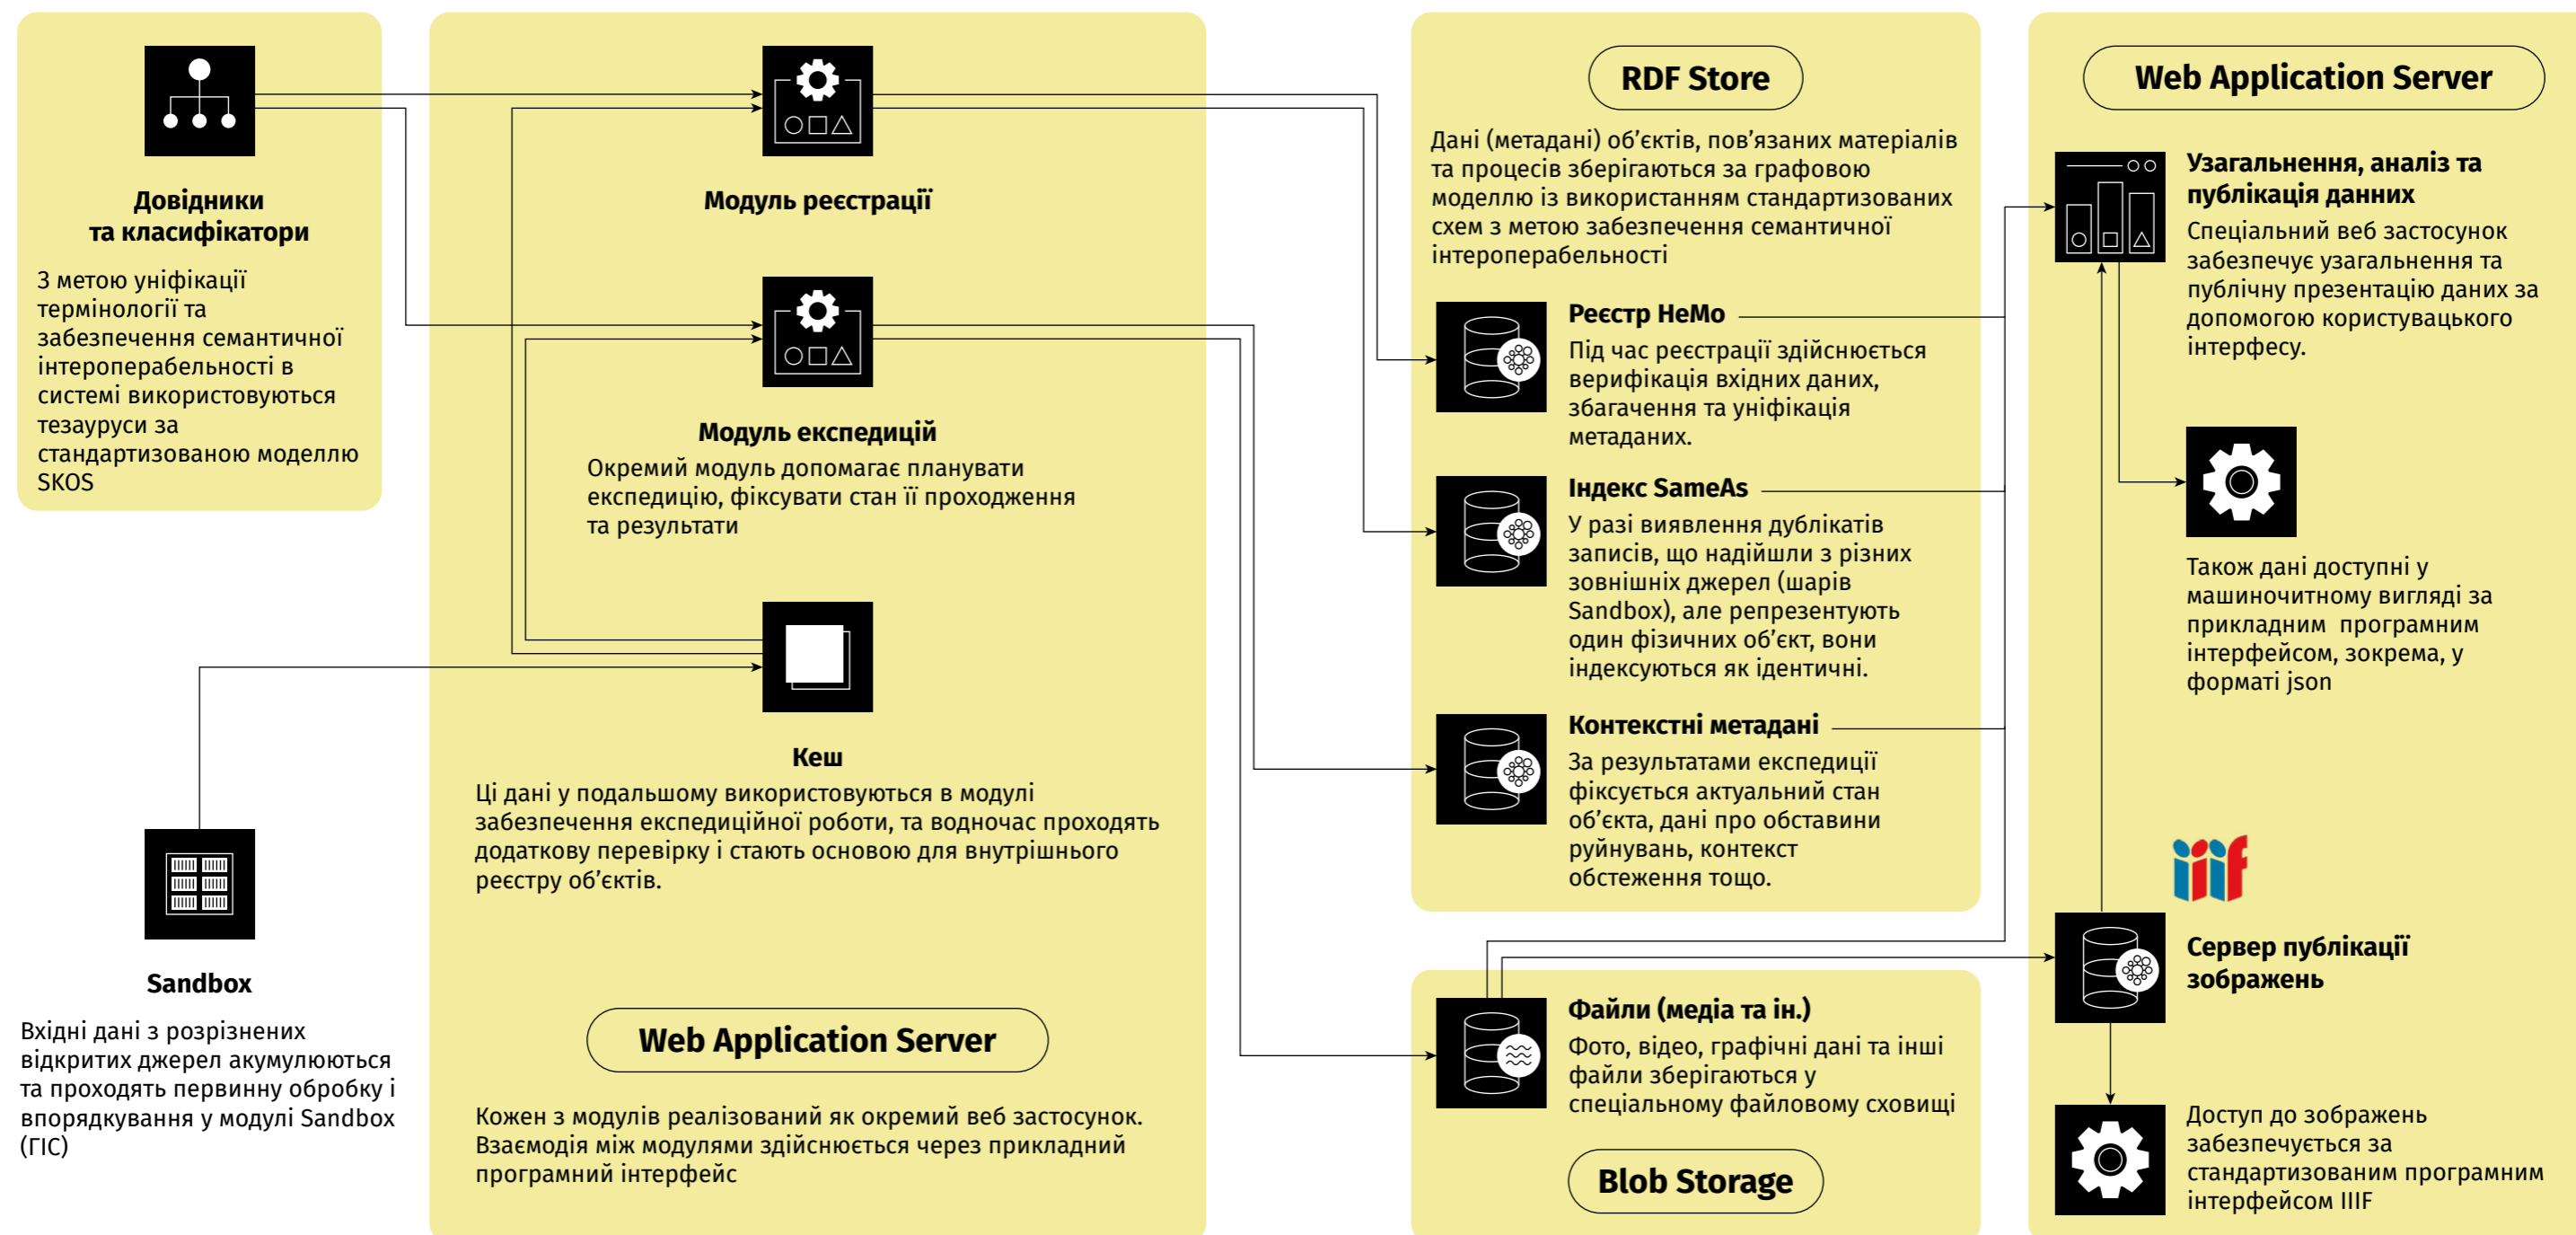 Довідники
та класифікатори
З метою уніфікації
термінології та
забезпечення семантичної
інтероперабельності в
системі використовуються
тезауруси за
стандартизованою моделлю
SKOS
Sandbox
Вхідні дані з розрізнених
відкритих джерел акумулюються
та проходять первинну обробку і
впорядкування у модулі Sandbox
(ГІС)
Модуль реєстрації
Модуль експедицій
Окремий модуль допомагає планувати
експедицію, фіксувати стан її проходження
та результати
Кеш
Ці дані у подальшому використовуються в модулі
забезпечення експедиційної роботи, та водночас проходять
додаткову перевірку і стають основою для внутрішнього
реєстру об’єктів.
Web Application Server
Кожен з модулів реалізований як окремий веб застосунок.
Взаємодія між модулями здійснюється через прикладний
програмний інтерфейс
RDF Store
Дані (метадані) об’єктів, пов’язаних матеріалів
та процесів зберігаються за графовою
моделлю із використанням стандартизованих
схем з метою забезпечення семантичної
інтероперабельності
Реєстр HeMo
Під час реєстрації здійснюється
верифікація вхідних даних,
збагачення та уніфікація
метаданих.
Індекс SameAs
У разі виявлення дублікатів
записів, що надійшли з різних
зовнішніх джерел (шарів
Sandbox), але репрезентують
один фізичних об’єкт, вони
індексуються як ідентичні.
Контекстні метадані
За результатами експедиції
фіксується актуальний стан
об’єкта, дані про обставини
руйнувань, контекст
обстеження тощо.
Файли (медіа та ін.)
Фото, відео, графічні дані та інші
файли зберігаються у
спеціальному файловому сховищі
Blob Storage
Web Application Server
Узагальнення, аналіз та
публікація данних
Спеціальний веб застосунок
забезпечує узагальнення та
публічну презентацію даних за
допомогою користувацького
інтерфесу.
Також дані доступні у
машиночитному вигляді за
прикладним програмним
інтерфейсом, зокрема, у
форматі json
iiif
Сервер публікації
зображень
Доступ до зображень
забезпечується за
стандартизованим програмним
інтерфейсом IIIF